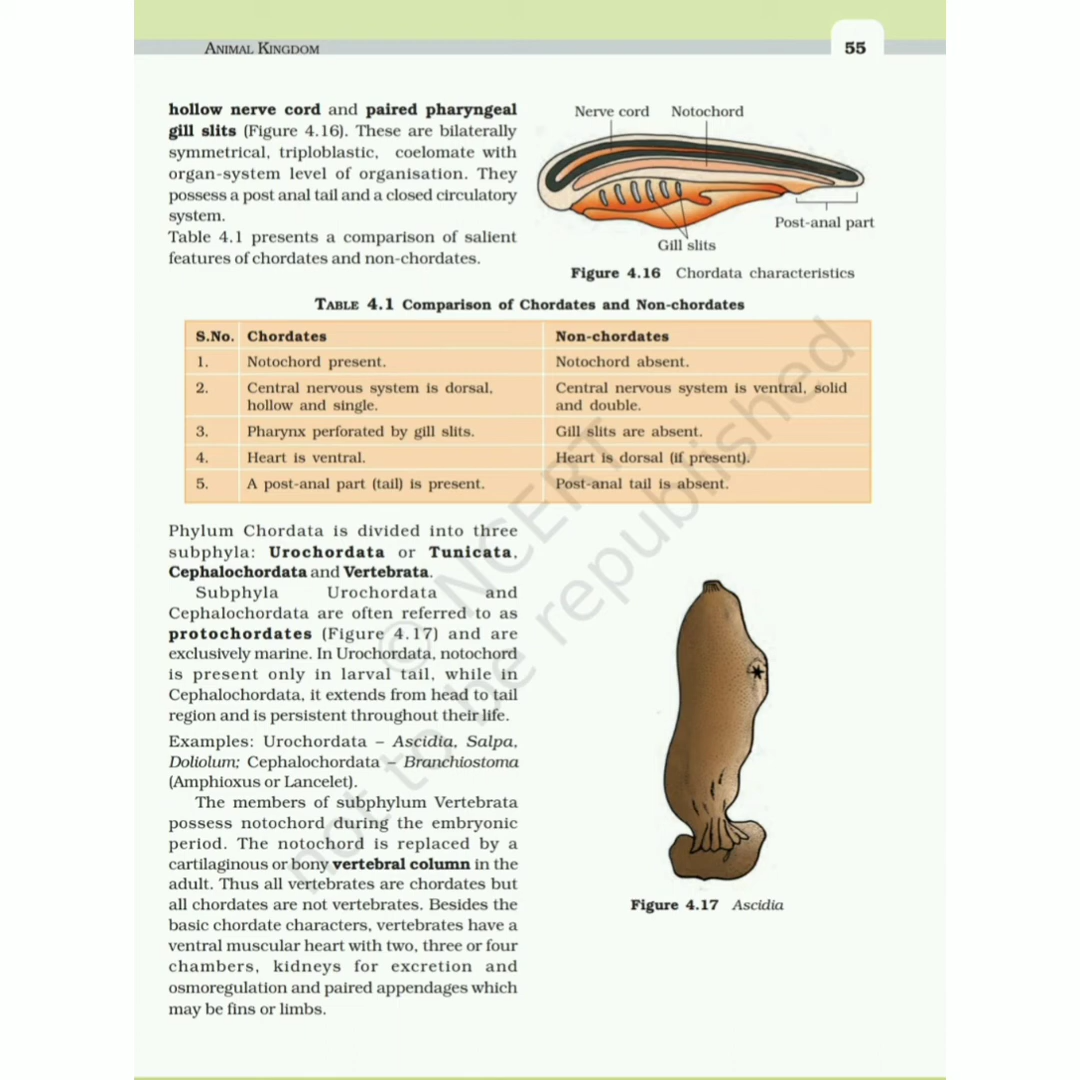 ANIMAL KINGDOM
55
hollow nerve cord and paired pharyngeal
gill slits (Figure 4.16). These are bilaterally
symmetrical, triploblastic, coelomate with
organ-system level of organisation. They
possess a post anal tail and a closed circulatory
system.
Table 4.1 presents a comparison of salient
features of chordates and non-chordates.
Nerve cord Notochord
Post-anal part
Gill slits
Figure 4.16 Chordata characteristics
TABLE 4.1 Comparison of Chordates and Non-chordates
S.No. Chordates Non-chordates
1. Notochord present. Notochord absent.
2. Central nervous system is dorsal, Central nervous system is ventral, solid
hollow and single. and double.
3. Pharynx perforated by gill slits. Gill slits are absent.
4. Heart is ventral. Heart is dorsal (if present).
5. A post-anal part (tail) is present. Post-anal tail is absent.
Phylum Chordata is divided into three
subphyla: Urochordata or Tunicata,
Cephalochordata and Vertebrata.
Subphyla Urochordata and
Cephalochordata are often referred to as
protochordates (Figure 4.17) and are
exclusively marine. In Urochordata, notochord
is present only in larval tail, while in
Cephalochordata, it extends from head to tail
region and is persistent throughout their life.
Examples: Urochordata – Ascidia, Salpa,
Doliolum; Cephalochordata – Branchiostoma
(Amphioxus or Lancelet).
The members of subphylum Vertebrata
possess notochord during the embryonic
period. The notochord is replaced by a
cartilaginous or bony vertebral column in the
adult. Thus all vertebrates are chordates but
all chordates are not vertebrates. Besides the
basic chordate characters, vertebrates have a
ventral muscular heart with two, three or four
chambers, kidneys for excretion and
osmoregulation and paired appendages which
may be fins or limbs.
Figure 4.17 Ascidia
© NCERT
not to be republished